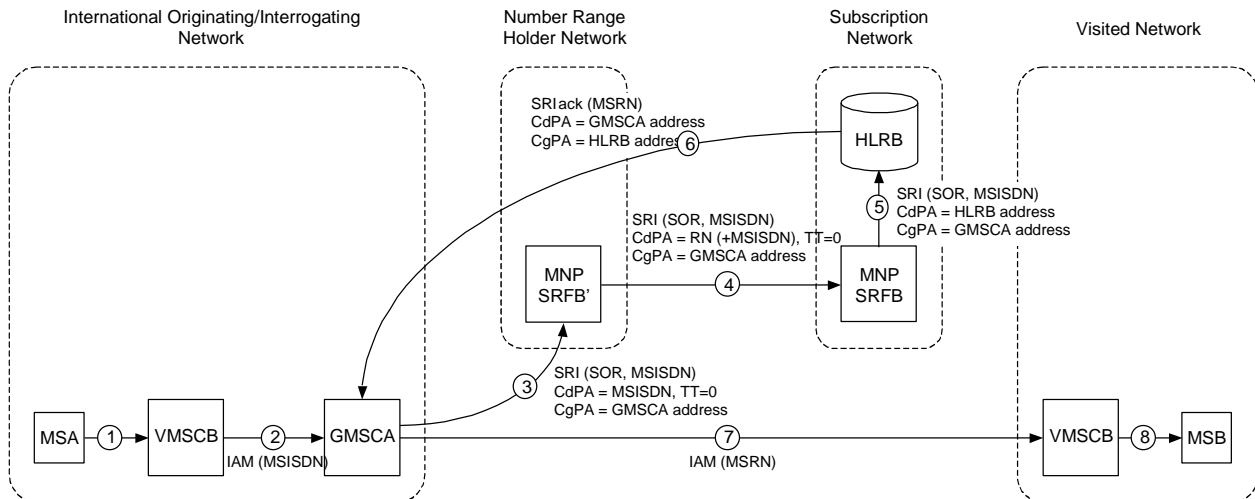 International Originating/Interrogating
Network
Number Range
Holder Network
Subscription
Network
Visited Network
SRIack (MSRN)
CdPA = GMSCA address
CgPA = HLRB address
6
HLRB
5
SRI (SOR, MSISDN)
CdPA = HLRB address
CgPA = GMSCA address
SRI (SOR, MSISDN)
CdPA = RN (+MSISDN), TT=0
CgPA = GMSCA address
MNP
SRFB'
4
MNP
SRFB
3
SRI (SOR, MSISDN)
CdPA = MSISDN, TT=0
CgPA = GMSCA address
MSA
1
VMSCB
2
IAM (MSISDN)
GMSCA
7
IAM (MSRN)
VMSCB
8
MSB